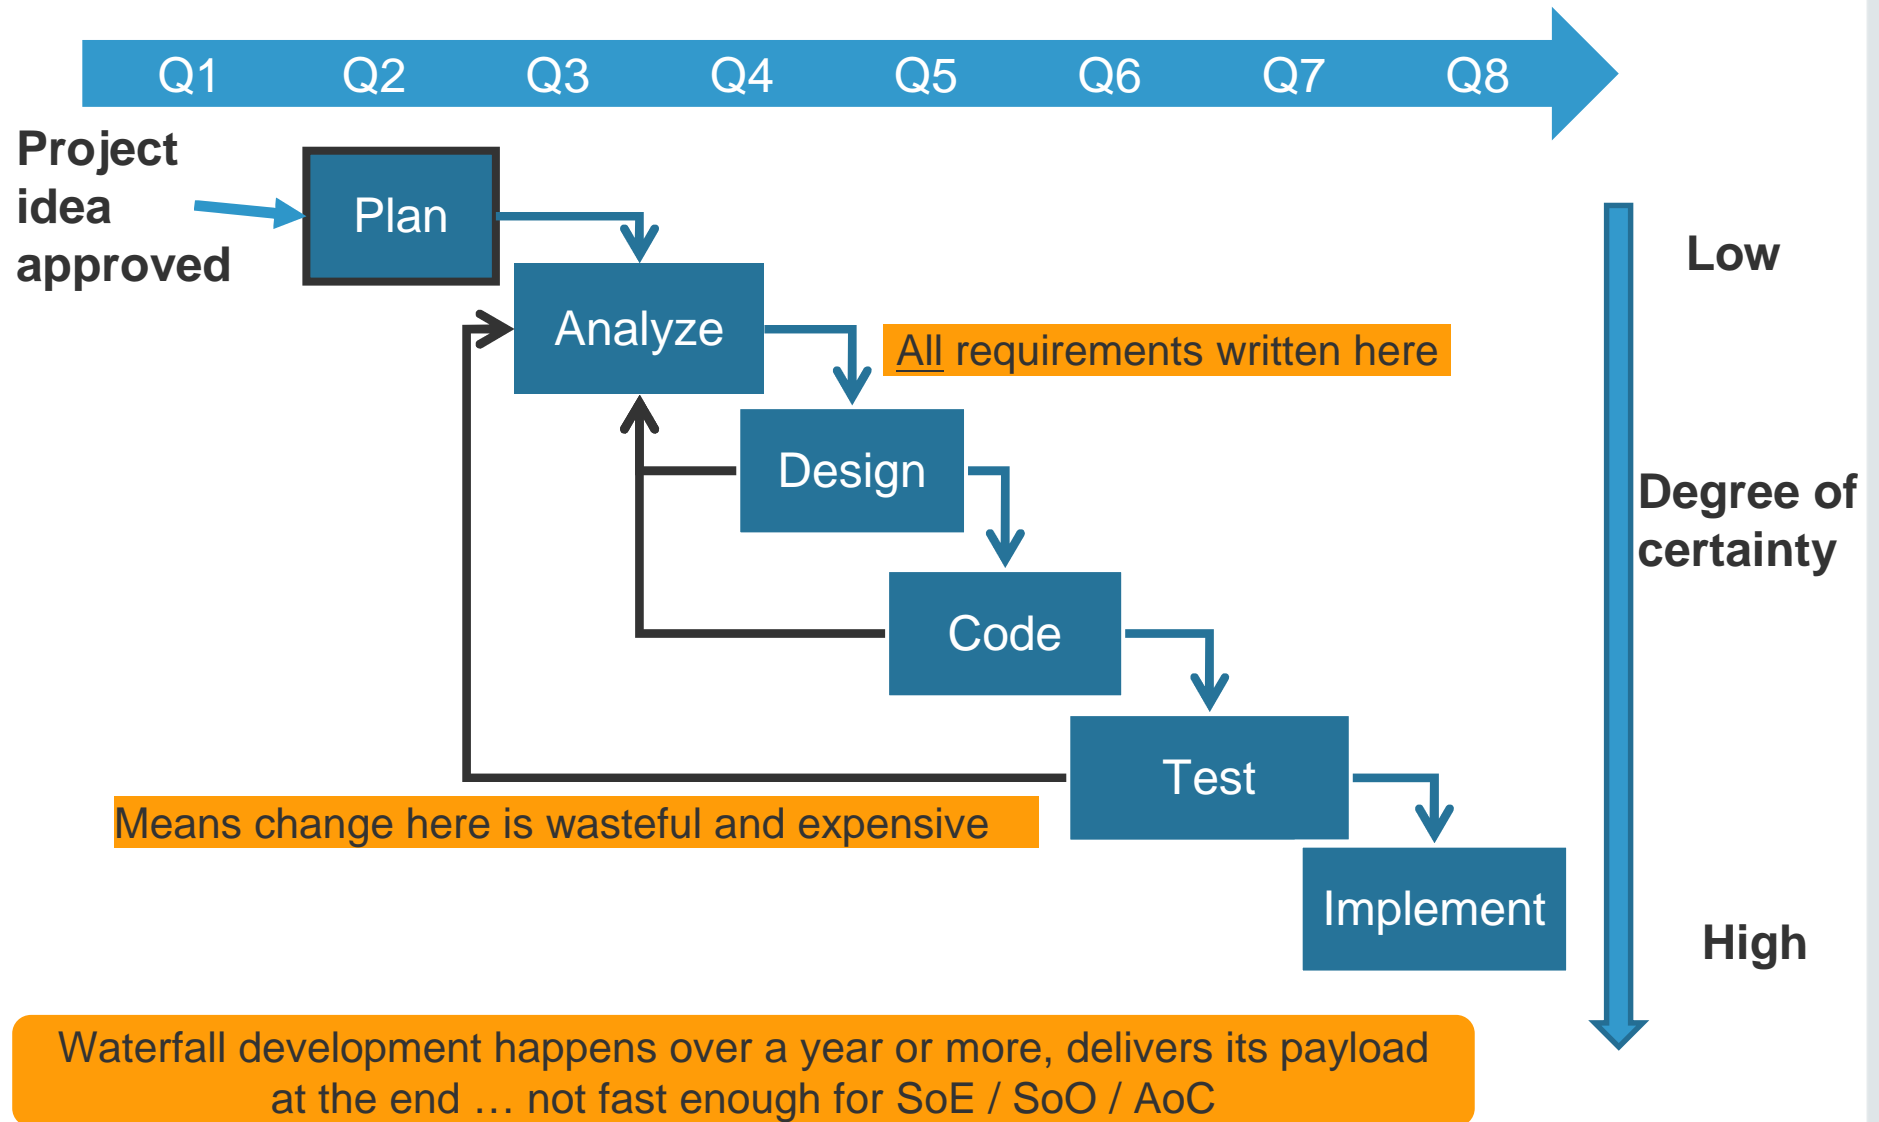 Q1 Q2 Q3 Q4 Q5 Q6 Q7 Q8
Project
idea
approved
Plan
Low
Analyze
All requirements written here
Design
Degree of
certainty
Code
Test
Means change here is wasteful and expensive
Implement
High
Waterfall development happens over a year or more, delivers its payload
at the end … not fast enough for SoE / SoO / AoC